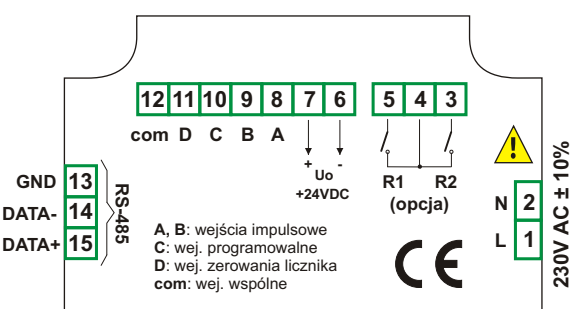 12 11 10 9 8 7 6 5 4 3
com D C B A
+ -
Uo
+24VDC
R1 R2
(opcja)
GND 13
DATA- 14
DATA+ 15
RS-485
A, B: wejścia impulsowe
C: wej. programowalne
D: wej. zerowania licznika
com: wej. wspólne
CE
!
N 2
L 1
230V AC ± 10%